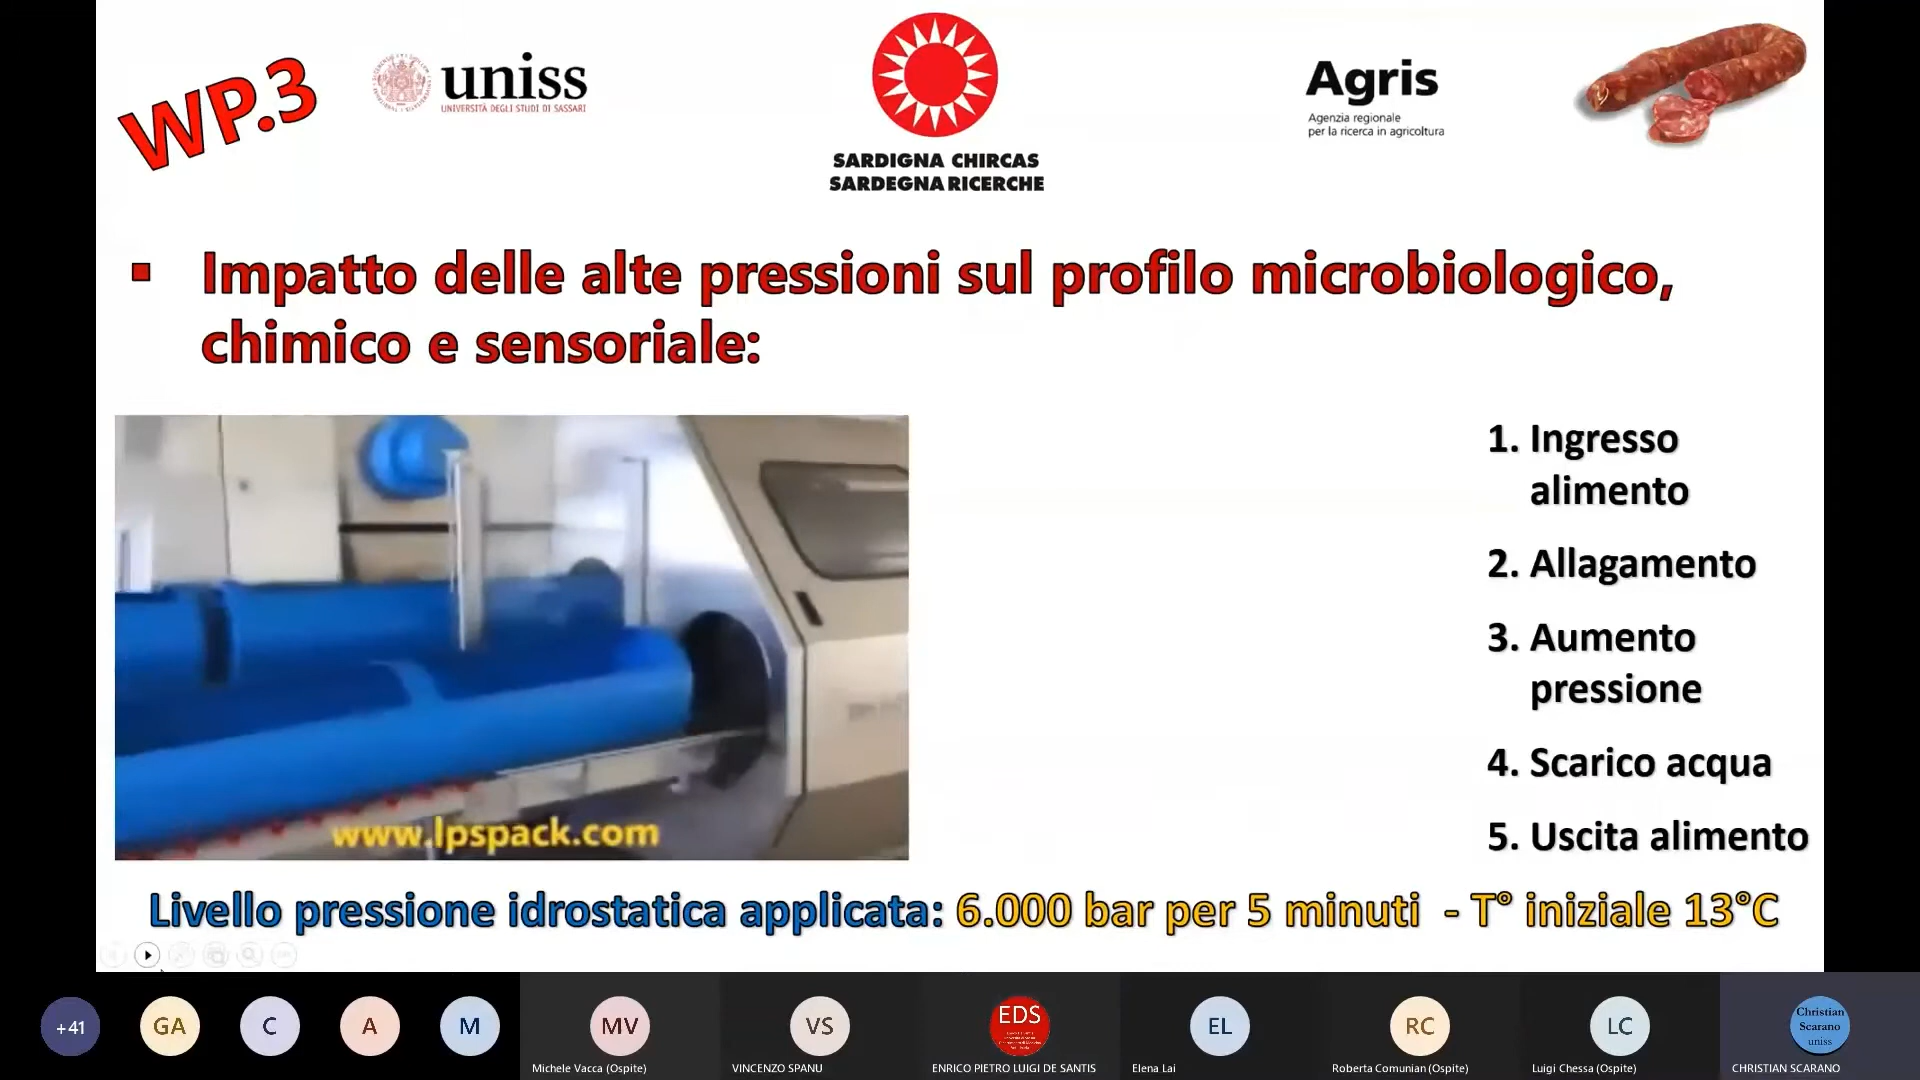 WP.3
uniss
UNIVERSITÀ DEGLI STUDI DI SASSARI
SARDIGNA CHIRCAS
SARDEGNA RICERCHE
Agris
Agenzia regionale
per la ricerca in agricoltura
▪ Impatto delle alte pressioni sul profilo microbiologico,
chimico e sensoriale:
www.lpspack.com
1. Ingresso
alimento
2. Allagamento
3. Aumento
pressione
4. Scarico acqua
5. Uscita alimento
Livello pressione idrostatica applicata: 6.000 bar per 5 minuti - T° iniziale 13°C
+41
GA
C
A
M
MV
Michele Vacca (Ospite)
VS
VINCENZO SPANU
EDS
ENRICO PIETRO LUIGI DE SANTIS
EL
Elena Lai
RC
Roberta Comunian (Ospite)
LC
Luigi Chessa (Ospite)
Christian
Scarano
uniss
CHRISTIAN SCARANO